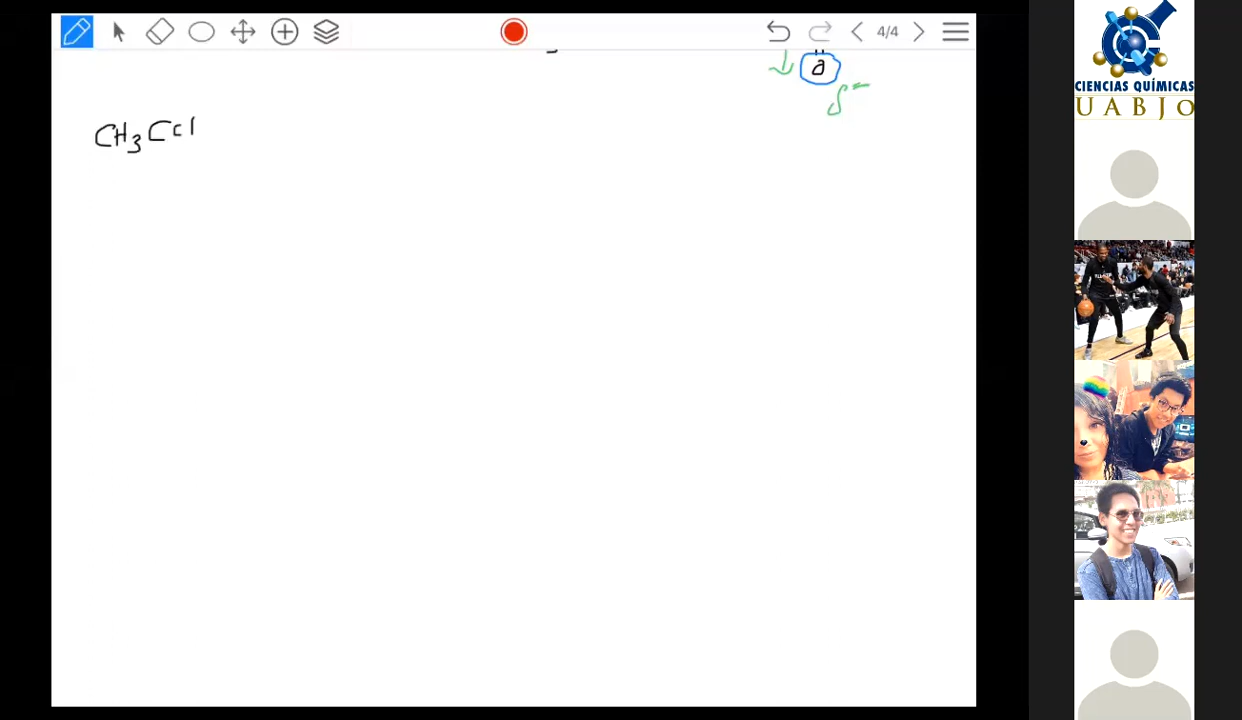 4/4
a
δ-
CH3CCl
CIENCIAS QUÍMICAS
UABJO